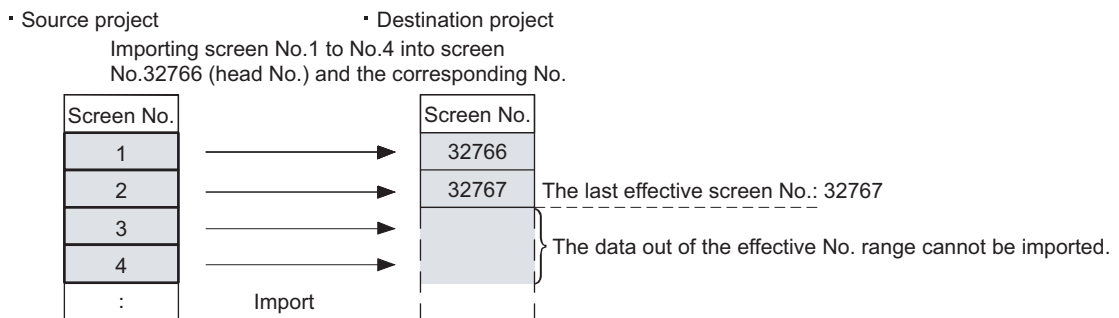 · Source project
· Destination project
Importing screen No.1 to No.4 into screen
No.32766 (head No.) and the corresponding No.
Screen No.
Screen No.
1
32766
2
32767
The last effective screen No.: 32767
3
The data out of the effective No. range cannot be imported.
4
:
Import